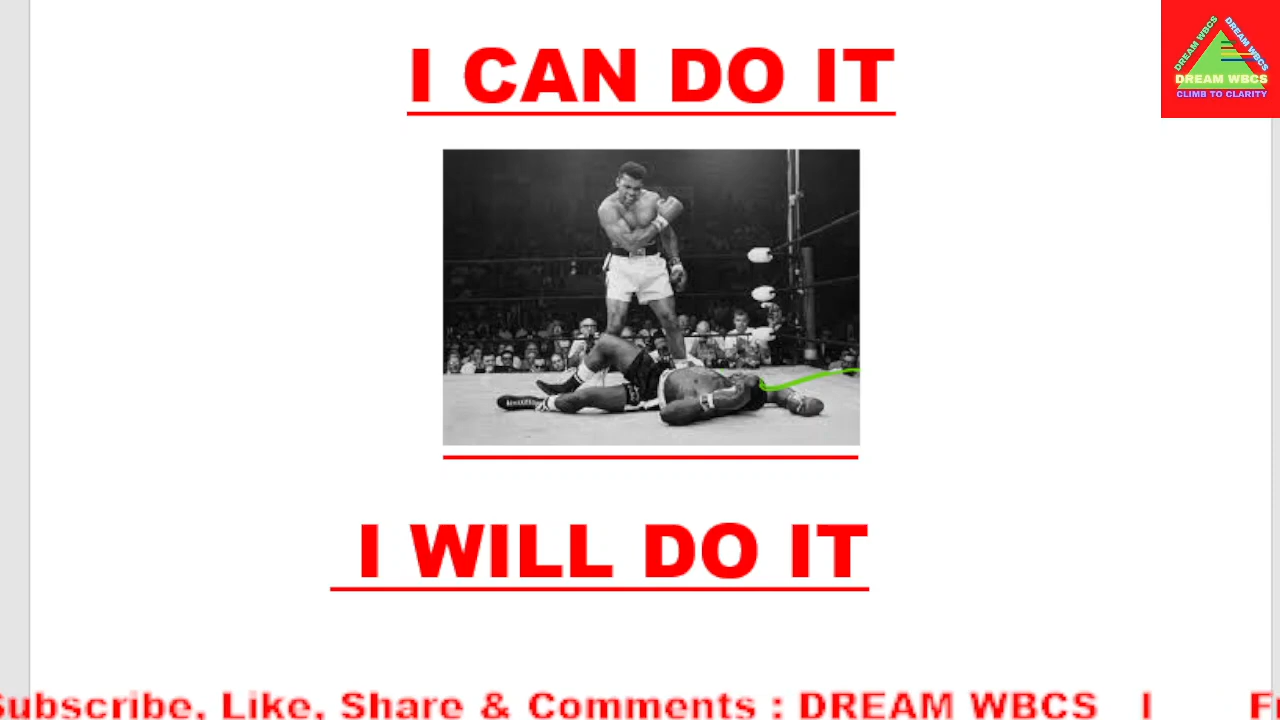 I CAN DO IT
DREAM WBCS
DREAM WBCS
DREAM WBCS
CLIMB TO CLARITY
I WILL DO IT
Subscribe, Like, Share & Comments : DREAM WBCS I